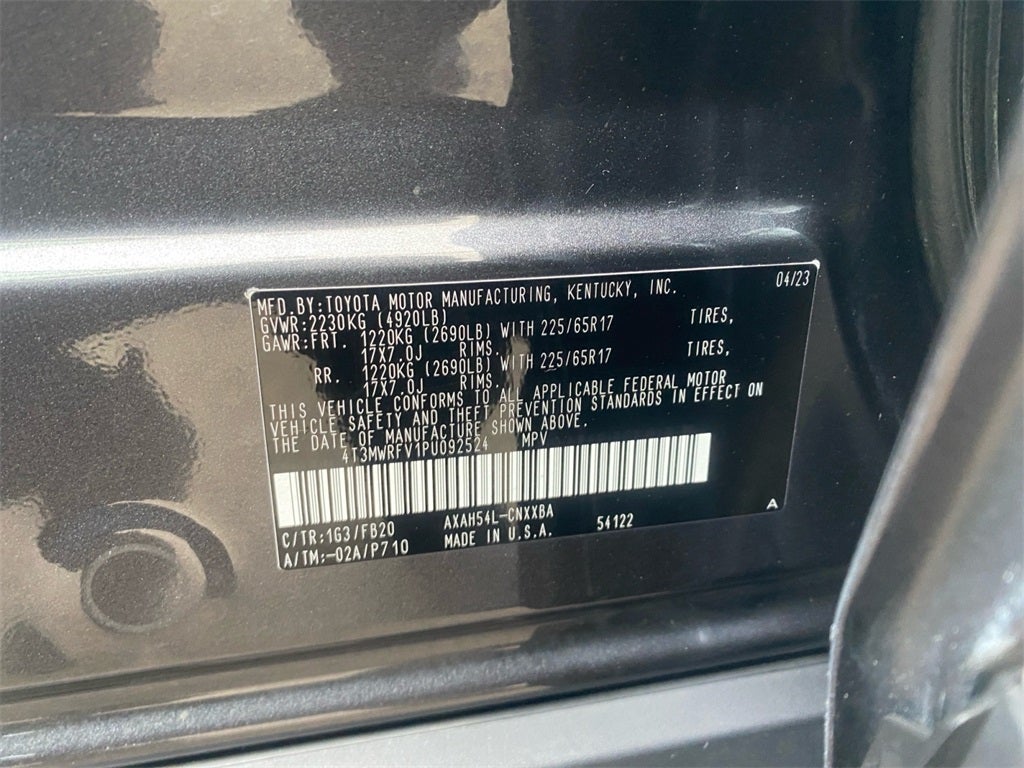 MFD.BY:TOYOTA MOTOR MANUFACTURING, KENTUCKY, INC. 04/23
GVWR:2230KG (4920LB)
GAWR:FRT. 1220KG (2690LB) WITH 225/65R17 TIRES,
17X7.0J RIMS.
RR. 1220KG (2690LB) WITH 225/65R17 TIRES,
17X7.0J RIMS.
THIS VEHICLE CONFORMS TO ALL APPLICABLE FEDERAL MOTOR
VEHICLE SAFETY AND THEFT PREVENTION STANDARDS IN EFFECT ON
THE DATE OF MANUFACTURE SHOWN ABOVE.
4T3MWRFV1PU092524 MPV
C/TR:1G3/FB20 AXAH54L-CNXXBA 54122 A
A/TM:-02A/P710 MADE IN U.S.A.